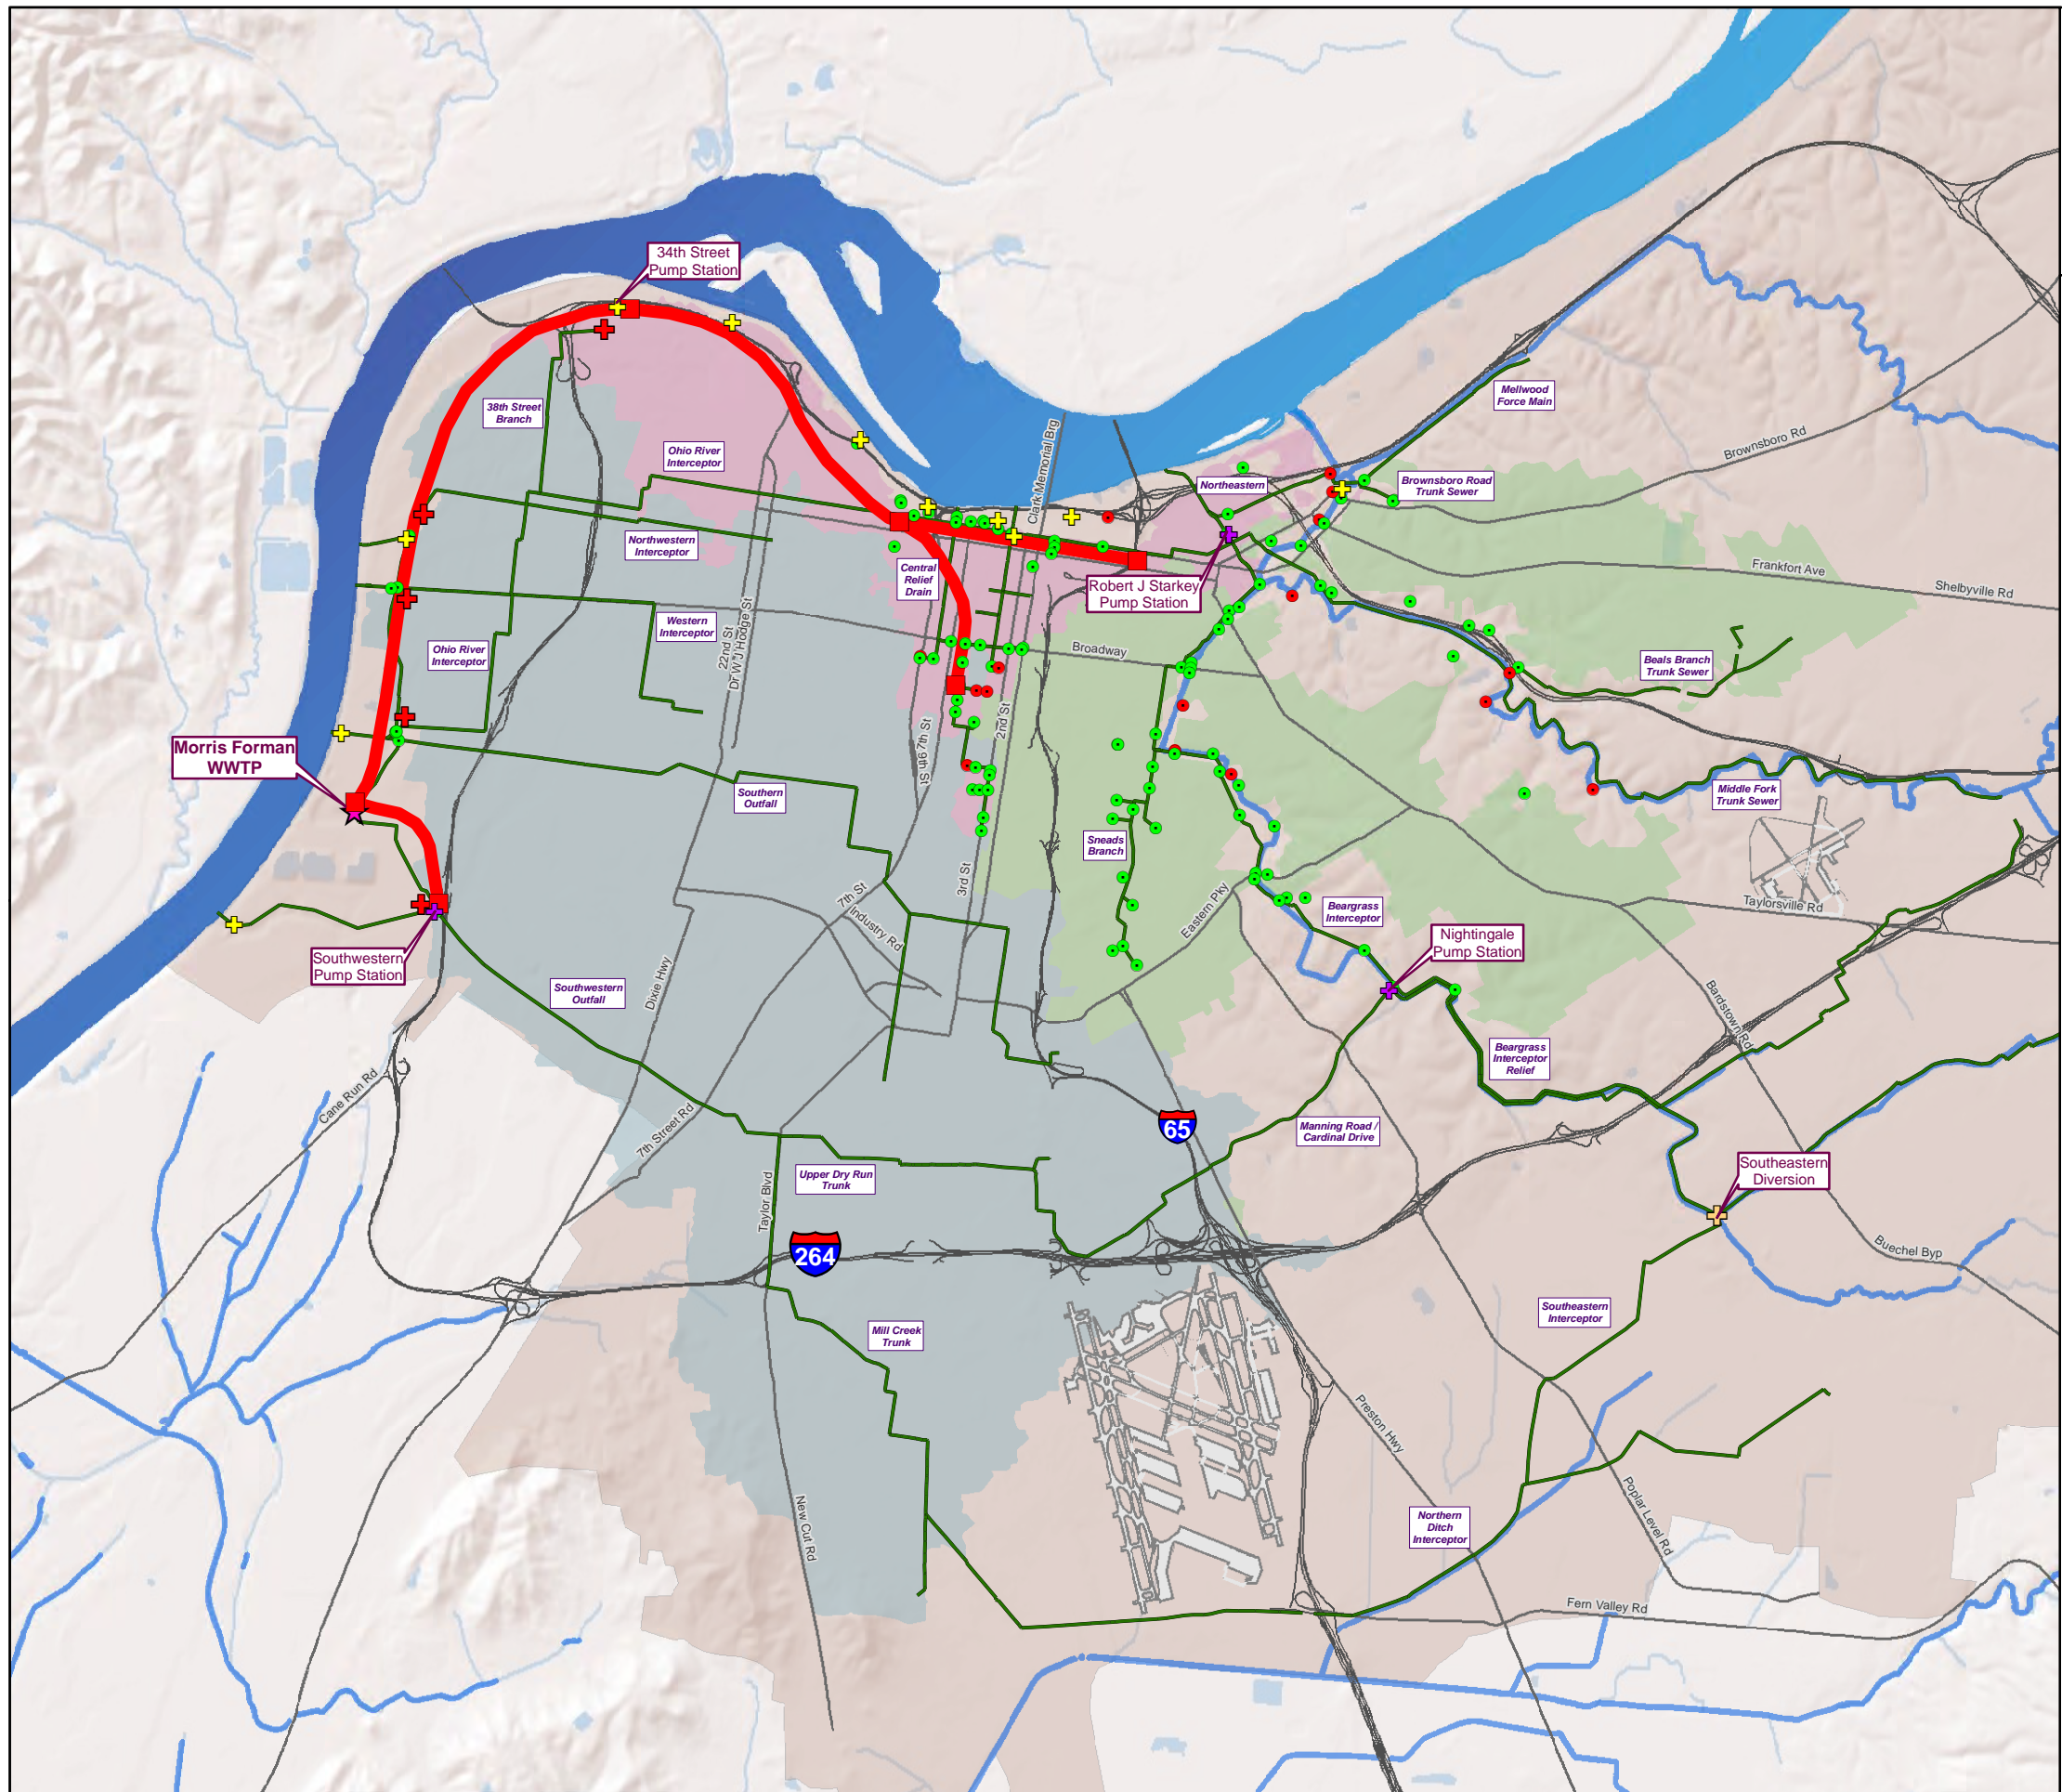 34th Street
Pump Station
38th Street
Branch
Mellwood
Force Main
Clark Memorial Brg
Ohio River
Interceptor
Brownsboro Rd
Northeastern
Brownsboro Road
Trunk Sewer
Northwestern
Interceptor
Central
Relief
Drain
Frankfort Ave
Shelbyville Rd
Robert J Starkey
Pump Station
Ohio River
Interceptor
Western
Interceptor
22nd St
Dr W J Hodge St
Broadway
Beals Branch
Trunk Sewer
Morris Forman
WWTP
7th St
9th St
2nd St
Southern
Outfall
Middle Fork
Trunk Sewer
Sneads
Branch
3rd St
7th St
Industry Rd
Eastern Pky
Beargrass
Interceptor
Taylorsville Rd
Nightingale
Pump Station
Southwestern
Pump Station
Southwestern
Outfall
Dixie Hwy
Bardstown Rd
Beargrass
Interceptor
Relief
Cane Run Rd
7th Street Rd
65
Manning Road /
Cardinal Drive
Upper Dry Run
Trunk
Taylor Blvd
Southeastern
Diversion
264
Buechel Byp
Southeastern
Interceptor
Mill Creek
Trunk
Preston Hwy
New Cut Rd
Northern
Ditch
Interceptor
Poplar Level Rd
Fern Valley Rd